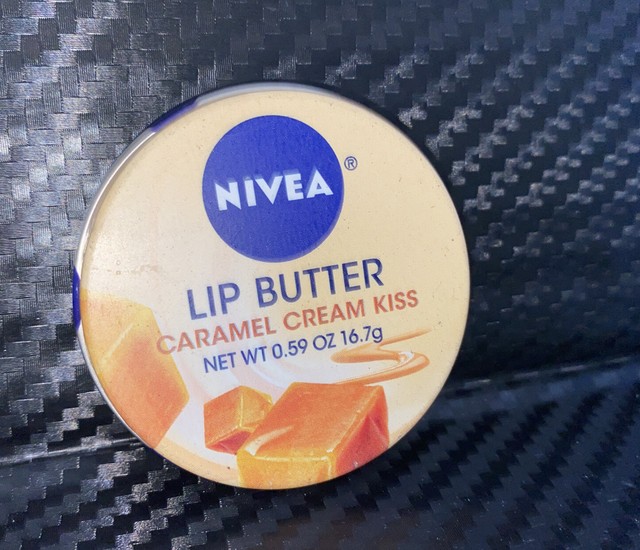 NIVEA®
LIP BUTTER
CARAMEL CREAM KISS
NET WT 0.59 OZ 16.7g